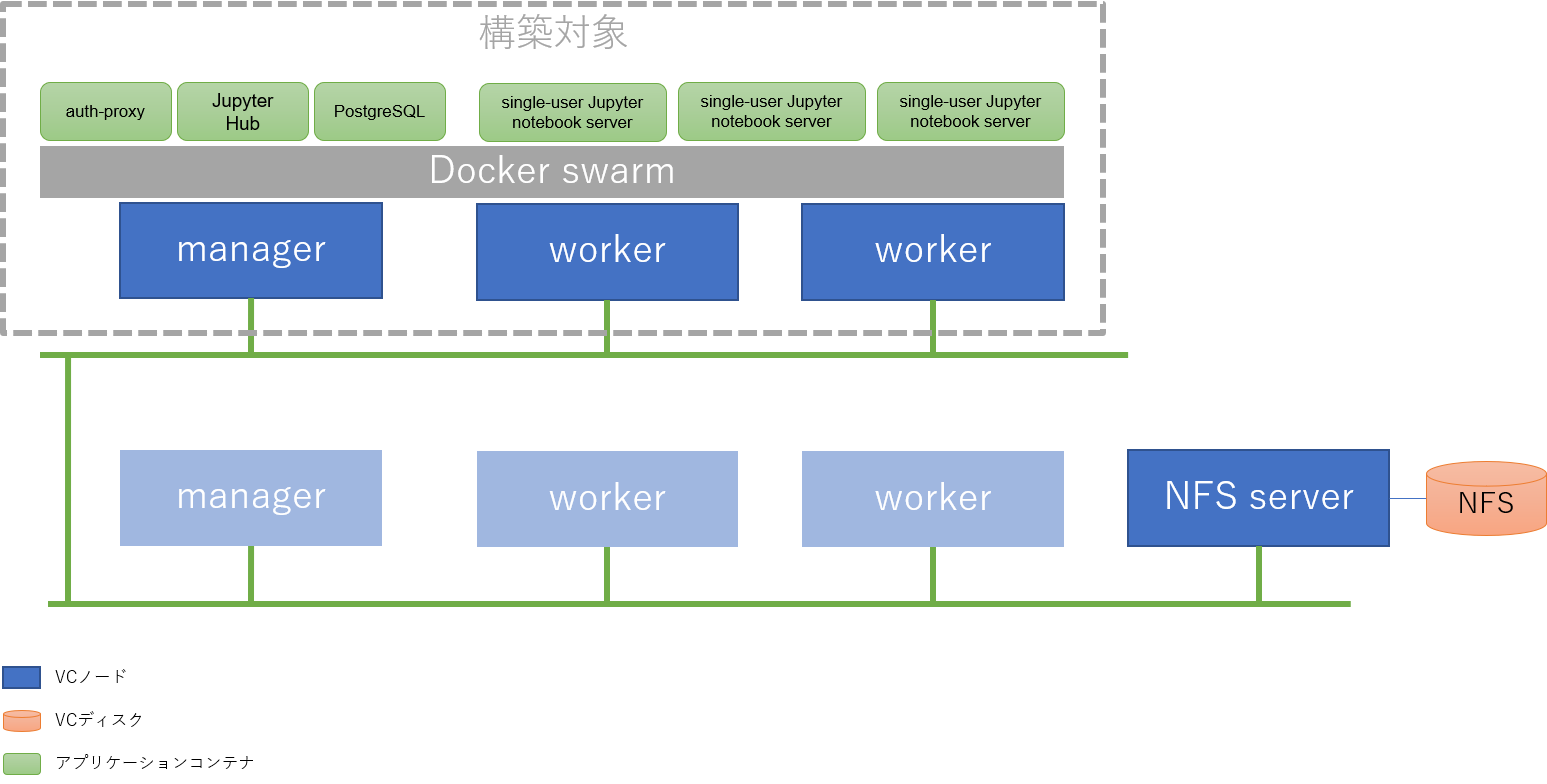 構築対象
auth-proxy
Jupyter
Hub
PostgreSQL
single-user Jupyter
notebook server
single-user Jupyter
notebook server
single-user Jupyter
notebook server
Docker swarm
manager
worker
worker
manager
worker
worker
NFS server
NFS
VCノード
VCディスク
アプリケーションコンテナ